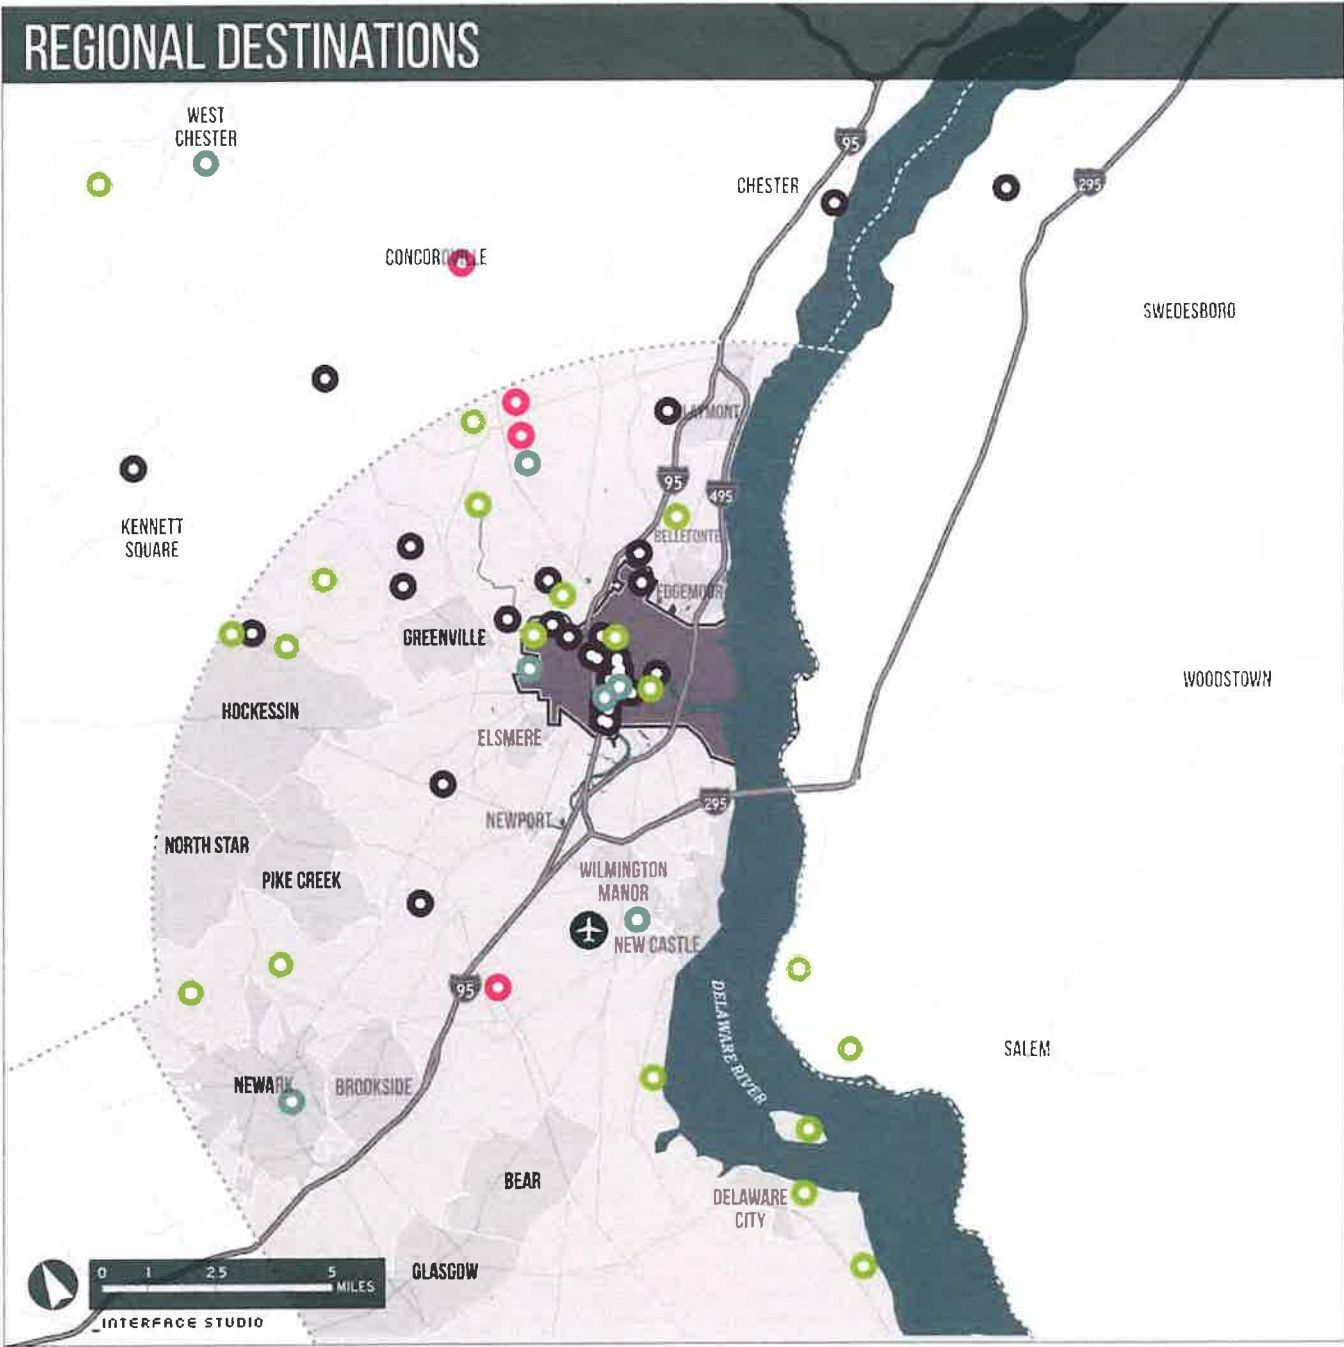 REGIONAL DESTINATIONS
WEST
CHESTER
95
CHESTER
295
CONCORDVILLE
SWEDESBORO
CLAYMONT
95
495
KENNETT
SQUARE
BELLEFONTE
EDGEMOOR
GREENVILLE
WOODSTOWN
HOCKESSIN
ELSMERE
295
NEWPORT
NORTH STAR
WILMINGTON
MANOR
PIKE CREEK
NEW CASTLE
95
DELAWARE RIVER
SALEM
NEWARK
BROOKSIDE
BEAR
DELAWARE
CITY
GLASGOW
0 1 2.5 5
MILES
INTERFACE STUDIO